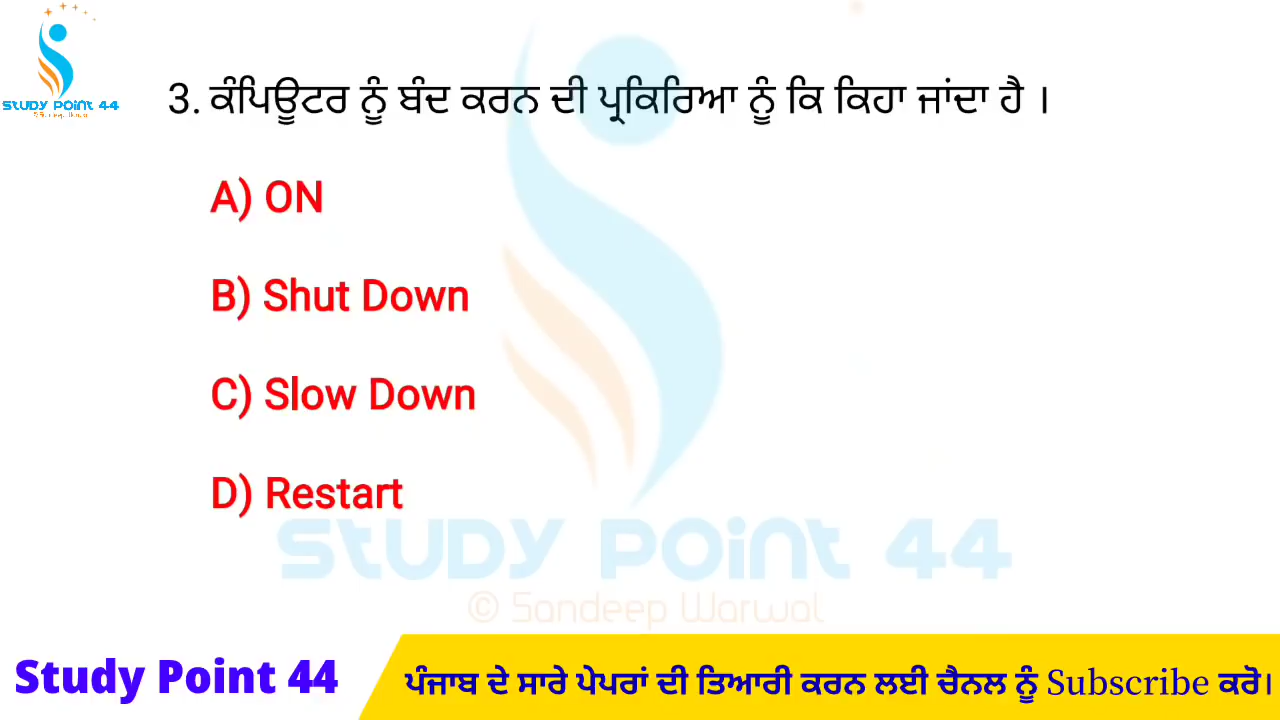 STUDY POINT 44
3. ਕੰਪਿਊਟਰ ਨੂੰ ਬੰਦ ਕਰਨ ਦੀ ਪ੍ਰਕਿਰਿਆ ਨੂੰ ਕਿ ਕਿਹਾ ਜਾਂਦਾ ਹੈ ।
A) ON
B) Shut Down
C) Slow Down
D) Restart
STUDY POiNT 44
© Sandeep Warwal
Study Point 44
ਪੰਜਾਬ ਦੇ ਸਾਰੇ ਪੇਪਰਾਂ ਦੀ ਤਿਆਰੀ ਕਰਨ ਲਈ ਚੈਨਲ ਨੂੰ Subscribe ਕਰੋ।